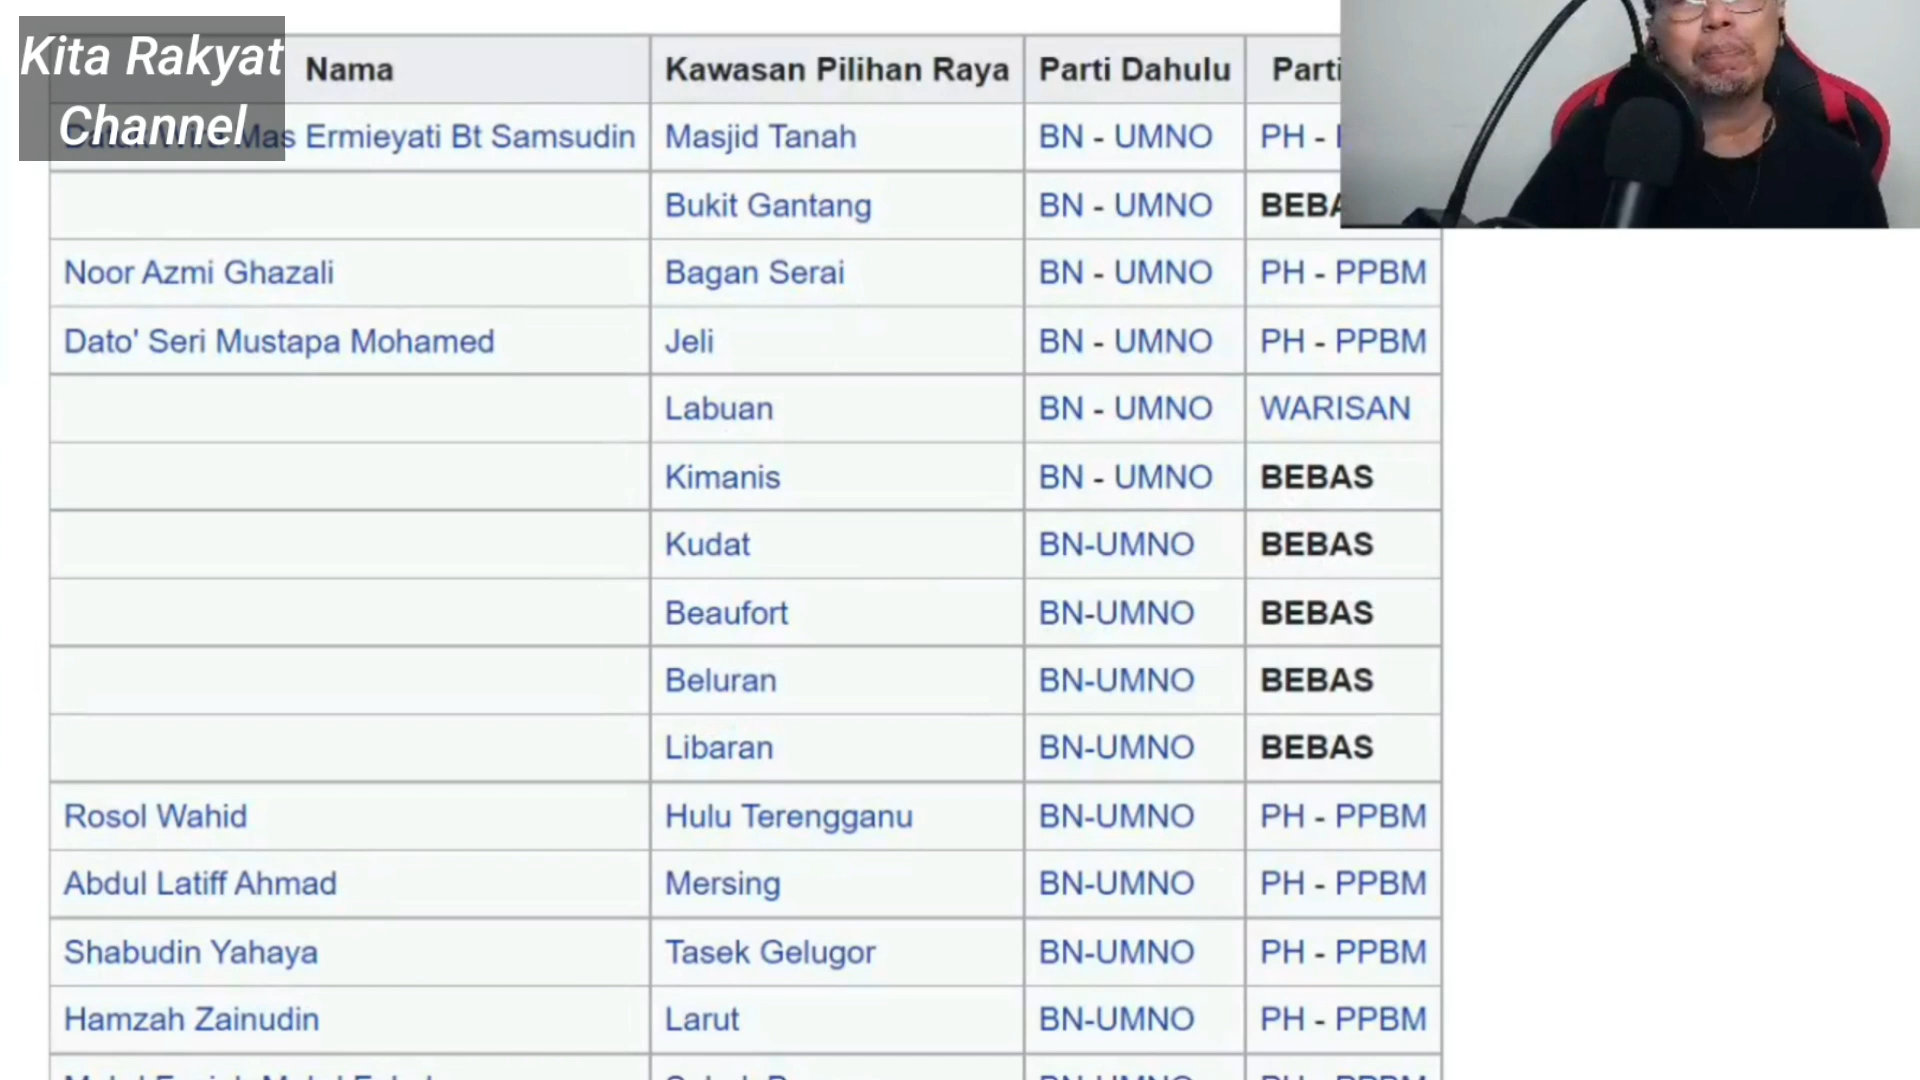 Kita Rakyat
Channel
Nama Kawasan Pilihan Raya Parti Dahulu Parti
Datuk Wira Mas Ermieyati Bt Samsudin Masjid Tanah BN - UMNO PH -
Bukit Gantang BN - UMNO
Noor Azmi Ghazali Bagan Serai BN - UMNO PH - PPBM
Dato' Seri Mustapa Mohamed Jeli BN - UMNO PH - PPBM
Labuan BN - UMNO WARISAN
Kimanis BN - UMNO BEBAS
Kudat BN-UMNO BEBAS
Beaufort BN-UMNO BEBAS
Beluran BN-UMNO BEBAS
Libaran BN-UMNO BEBAS
Rosol Wahid Hulu Terengganu BN-UMNO PH - PPBM
Abdul Latiff Ahmad Mersing BN-UMNO PH - PPBM
Shabudin Yahaya Tasek Gelugor BN-UMNO PH - PPBM
Hamzah Zainudin Larut BN-UMNO PH - PPBM